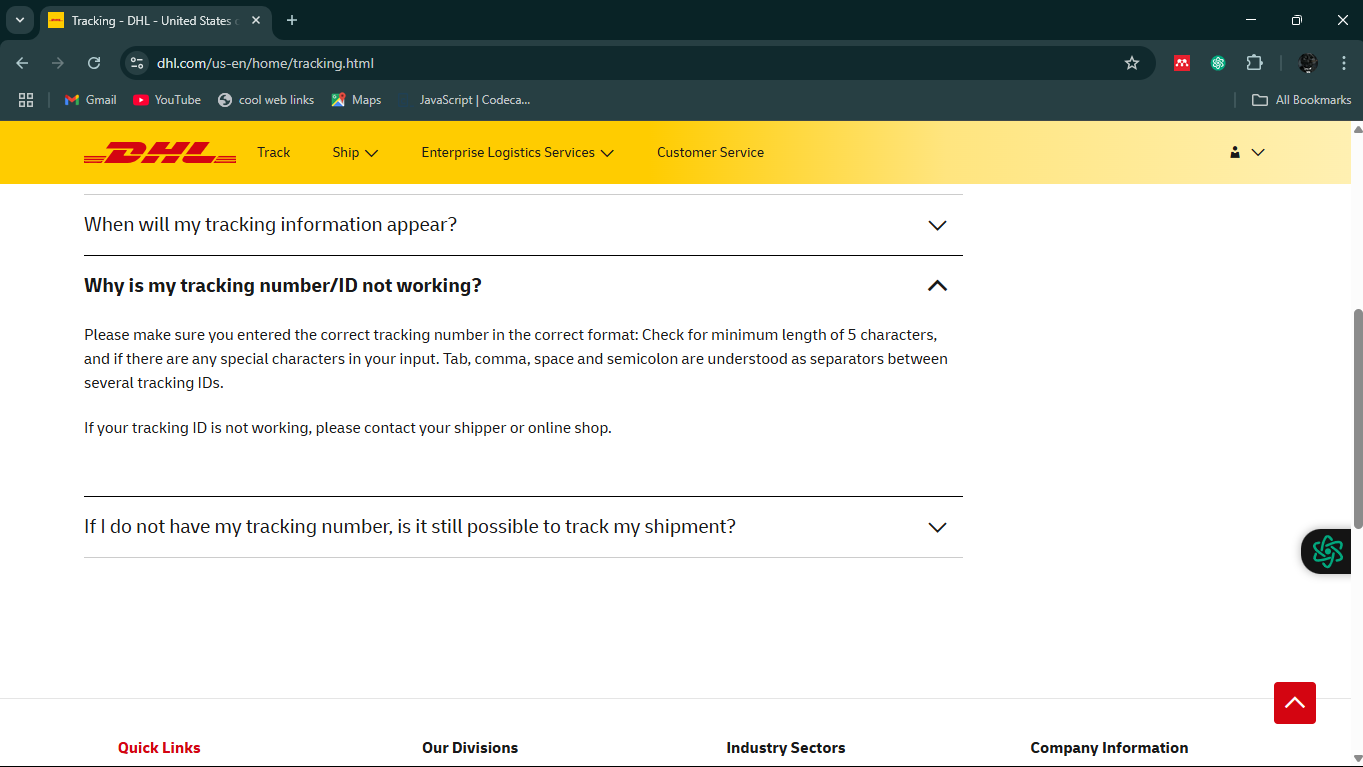 Tracking - DHL - United States
dhl.com/us-en/home/tracking.html
Gmail YouTube cool web links Maps JavaScript | Codeca... All Bookmarks
DHL Track Ship Enterprise Logistics Services Customer Service
When will my tracking information appear?
Why is my tracking number/ID not working?
Please make sure you entered the correct tracking number in the correct format: Check for minimum length of 5 characters,
and if there are any special characters in your input. Tab, comma, space and semicolon are understood as separators between
several tracking IDs.
If your tracking ID is not working, please contact your shipper or online shop.
If I do not have my tracking number, is it still possible to track my shipment?
Quick Links Our Divisions Industry Sectors Company Information